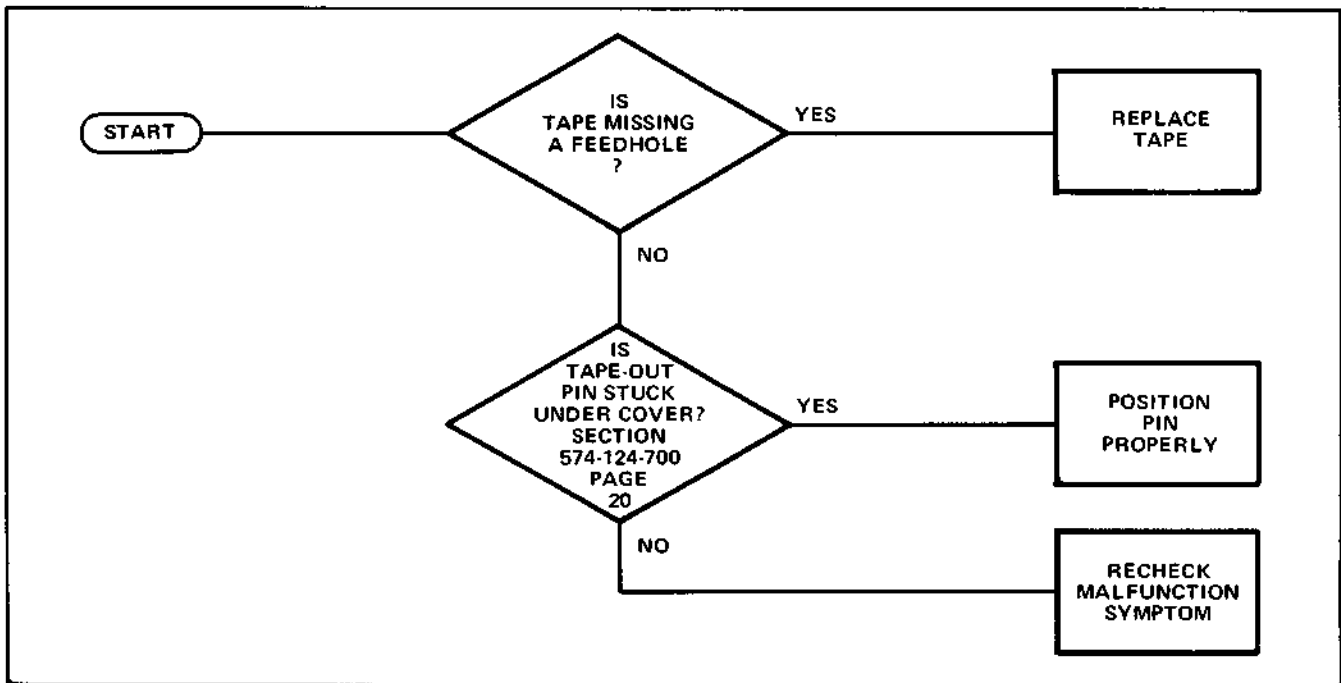 START
IS
TAPE MISSING
A FEEDHOLE
?
YES
REPLACE
TAPE
NO
IS
TAPE-OUT
PIN STUCK
UNDER COVER?
SECTION
574-124-700
PAGE
20
YES
POSITION
PIN
PROPERLY
NO
RECHECK
MALFUNCTION
SYMPTOM